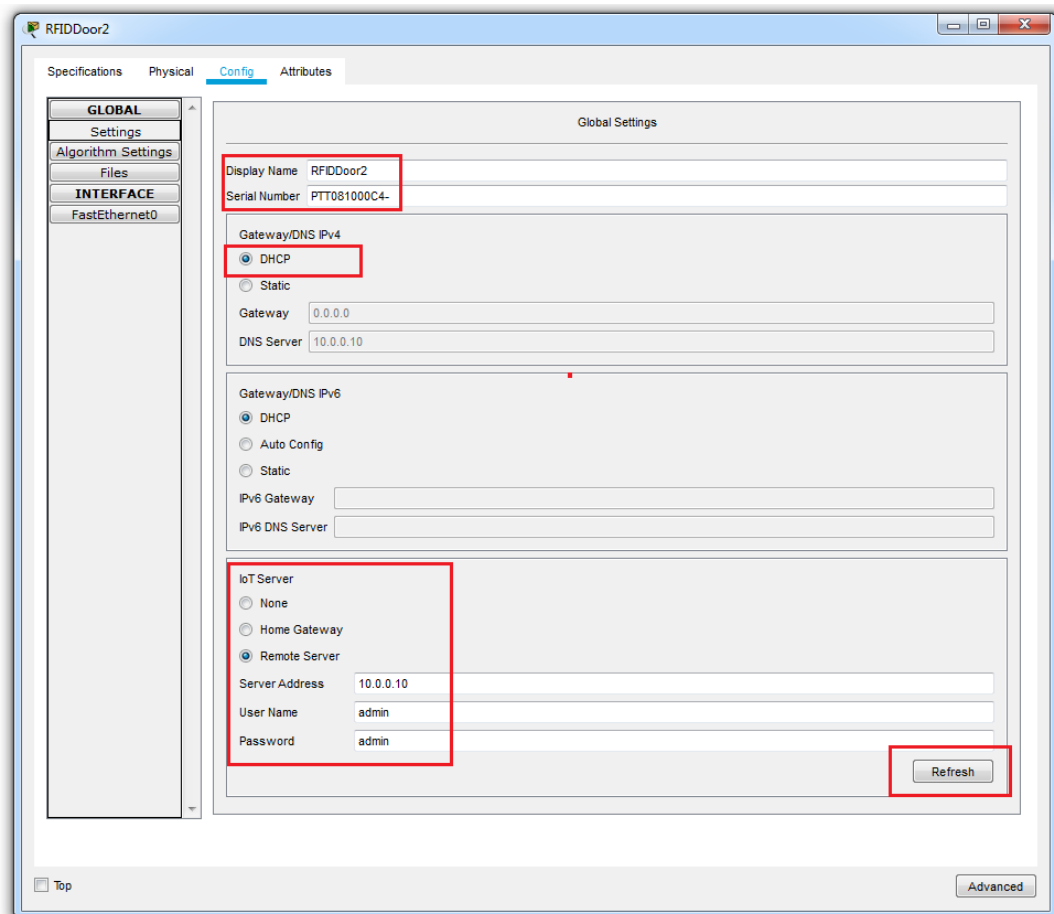 RFIDDoor2
Specifications Physical Config Attributes
GLOBAL
Settings
Algorithm Settings
Files
INTERFACE
FastEthernet0
Global Settings
Display Name RFIDDoor2
Serial Number PTT081000C4-
Gateway/DNS IPv4
DHCP
Static
Gateway 0.0.0.0
DNS Server 10.0.0.10
Gateway/DNS IPv6
DHCP
Auto Config
Static
IPv6 Gateway
IPv6 DNS Server
IoT Server
None
Home Gateway
Remote Server
Server Address 10.0.0.10
User Name admin
Password admin
Refresh
Top
Advanced